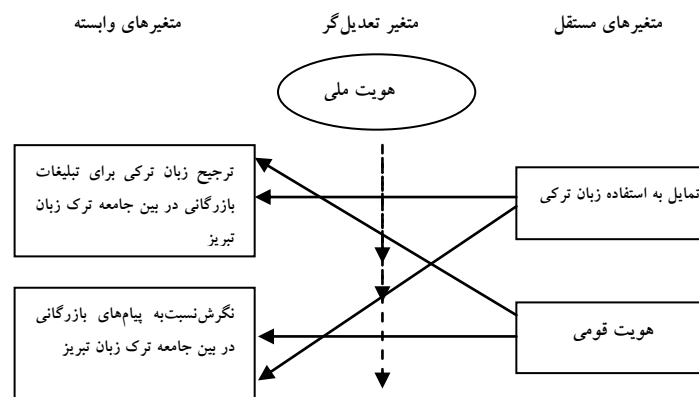 متغیرهای مستقل
متغیر تعدیل‌گر
متغیرهای وابسته
هویت ملی
تمایل به استفاده زبان ترکی
هویت قومی
ترجیح زبان ترکی برای تبلیغات
بازرگانی در بین جامعه ترک زبان
تبریز
نگرش‌نسبت‌به پیام‌های بازرگانی
در بین جامعه ترک زبان تبریز